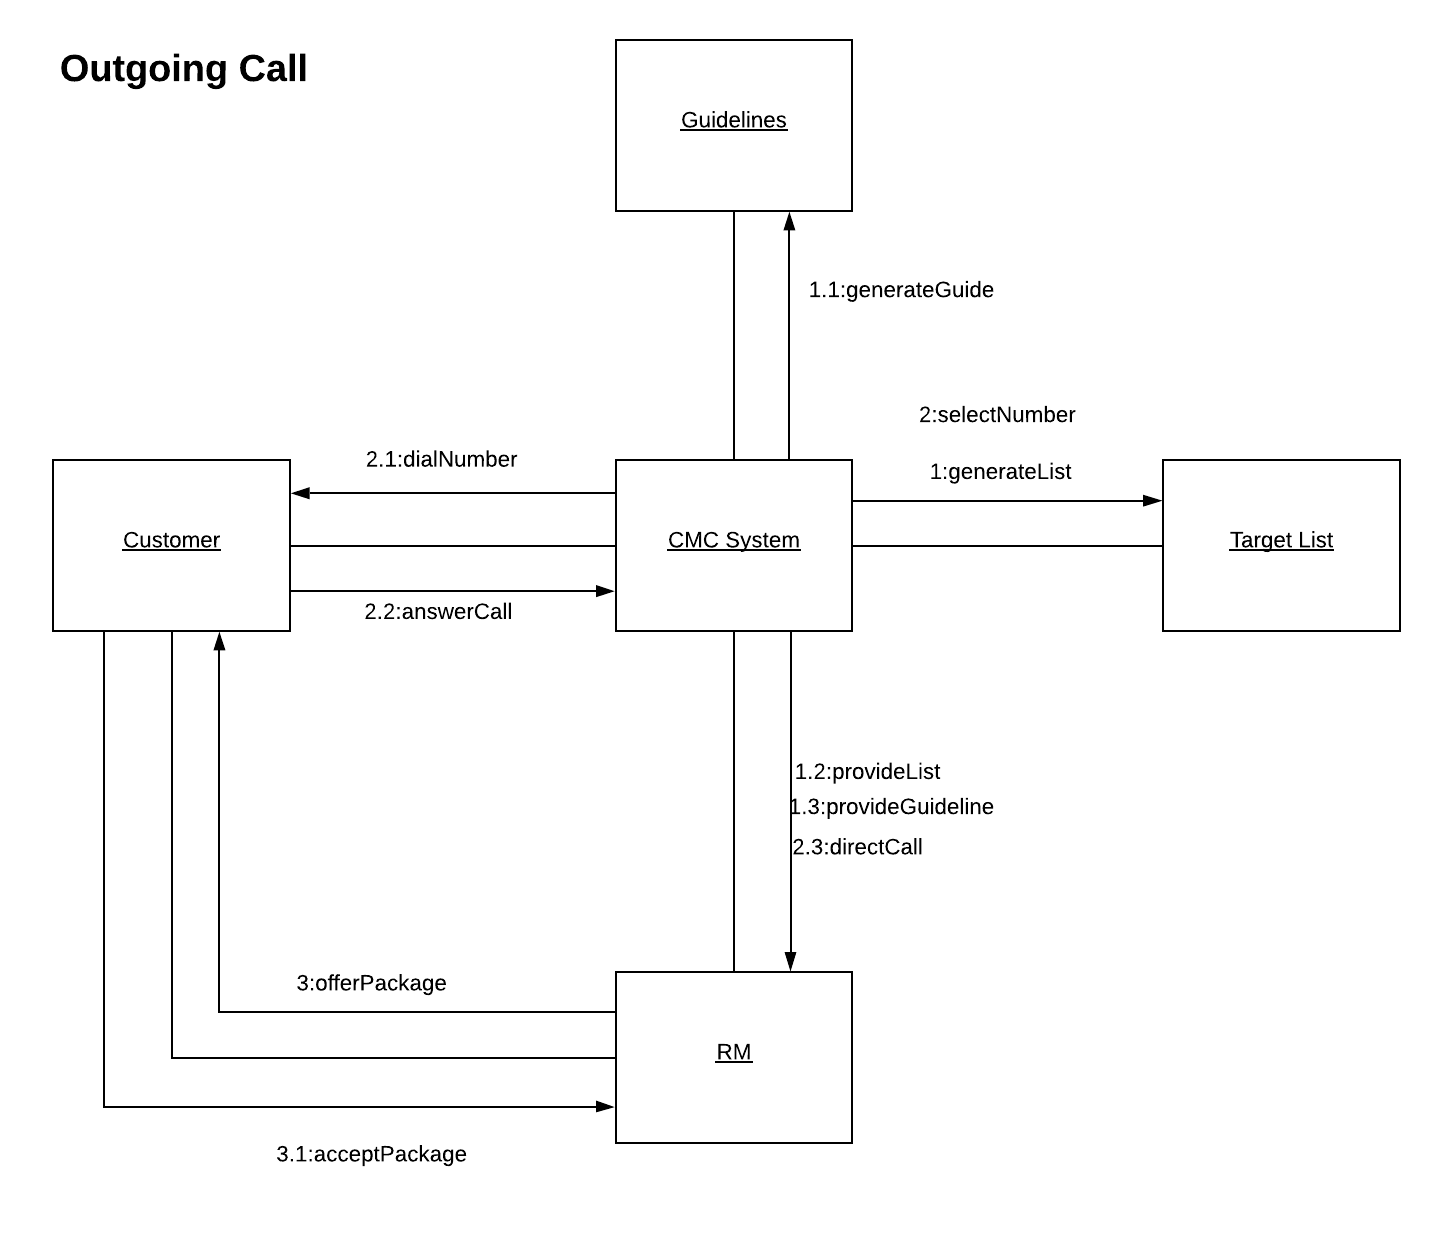 Outgoing Call
Guidelines
1.1:generateGuide
2:selectNumber
2.1:dialNumber
1:generateList
Customer
CMC System
Target List
2.2:answerCall
1.2:provideList
1.3:provideGuideline
2.3:directCall
3:offerPackage
RM
3.1:acceptPackage